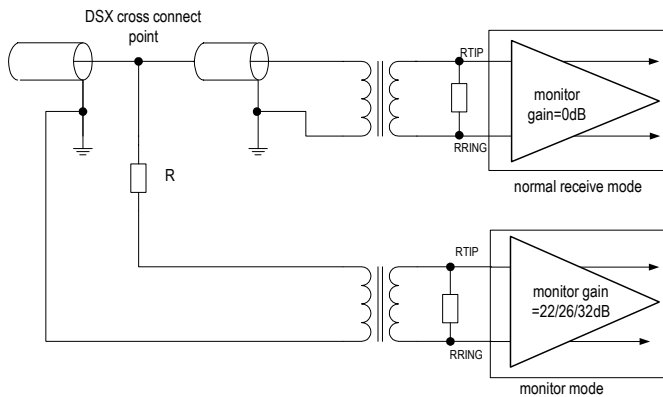 DSX cross connect
point
RTIP
monitor
gain=0dB
RRING
normal receive mode
R
RTIP
monitor gain
=22/26/32dB
RRING
monitor mode